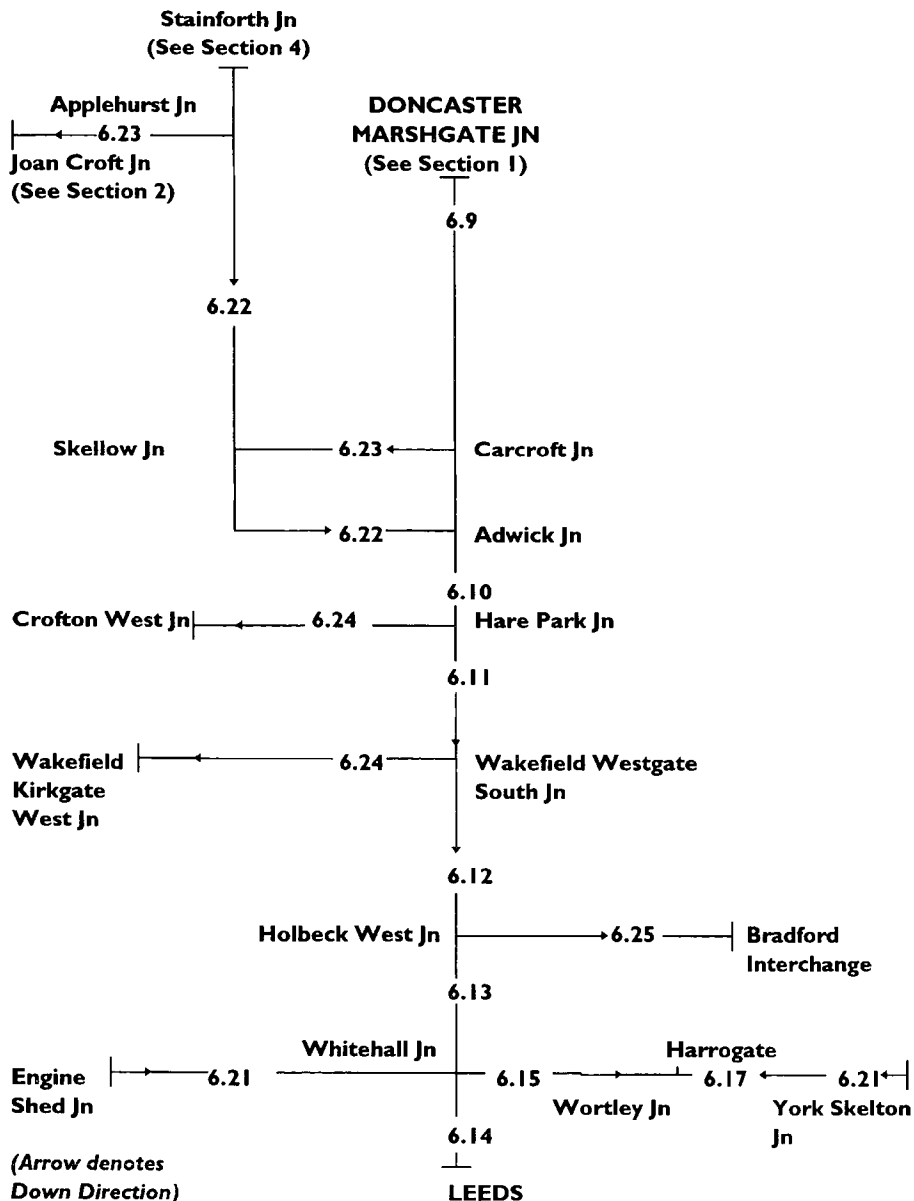 Stainforth Jn
(See Section 4)
Applehurst Jn
6.23
Joan Croft Jn
(See Section 2)
DONCASTER
MARSHGATE JN
(See Section 1)
6.9
6.22
Skellow Jn
6.23
Carcroft Jn
6.22
Adwick Jn
6.10
Crofton West Jn
6.24
Hare Park Jn
6.11
Wakefield
Kirkgate
West Jn
6.24
Wakefield Westgate
South Jn
6.12
Holbeck West Jn
6.25
Bradford
Interchange
6.13
Whitehall Jn
Harrogate
Engine
Shed Jn
6.21
6.15
Wortley Jn
6.17
6.21
York Skelton
Jn
6.14
(Arrow denotes
Down Direction)
LEEDS